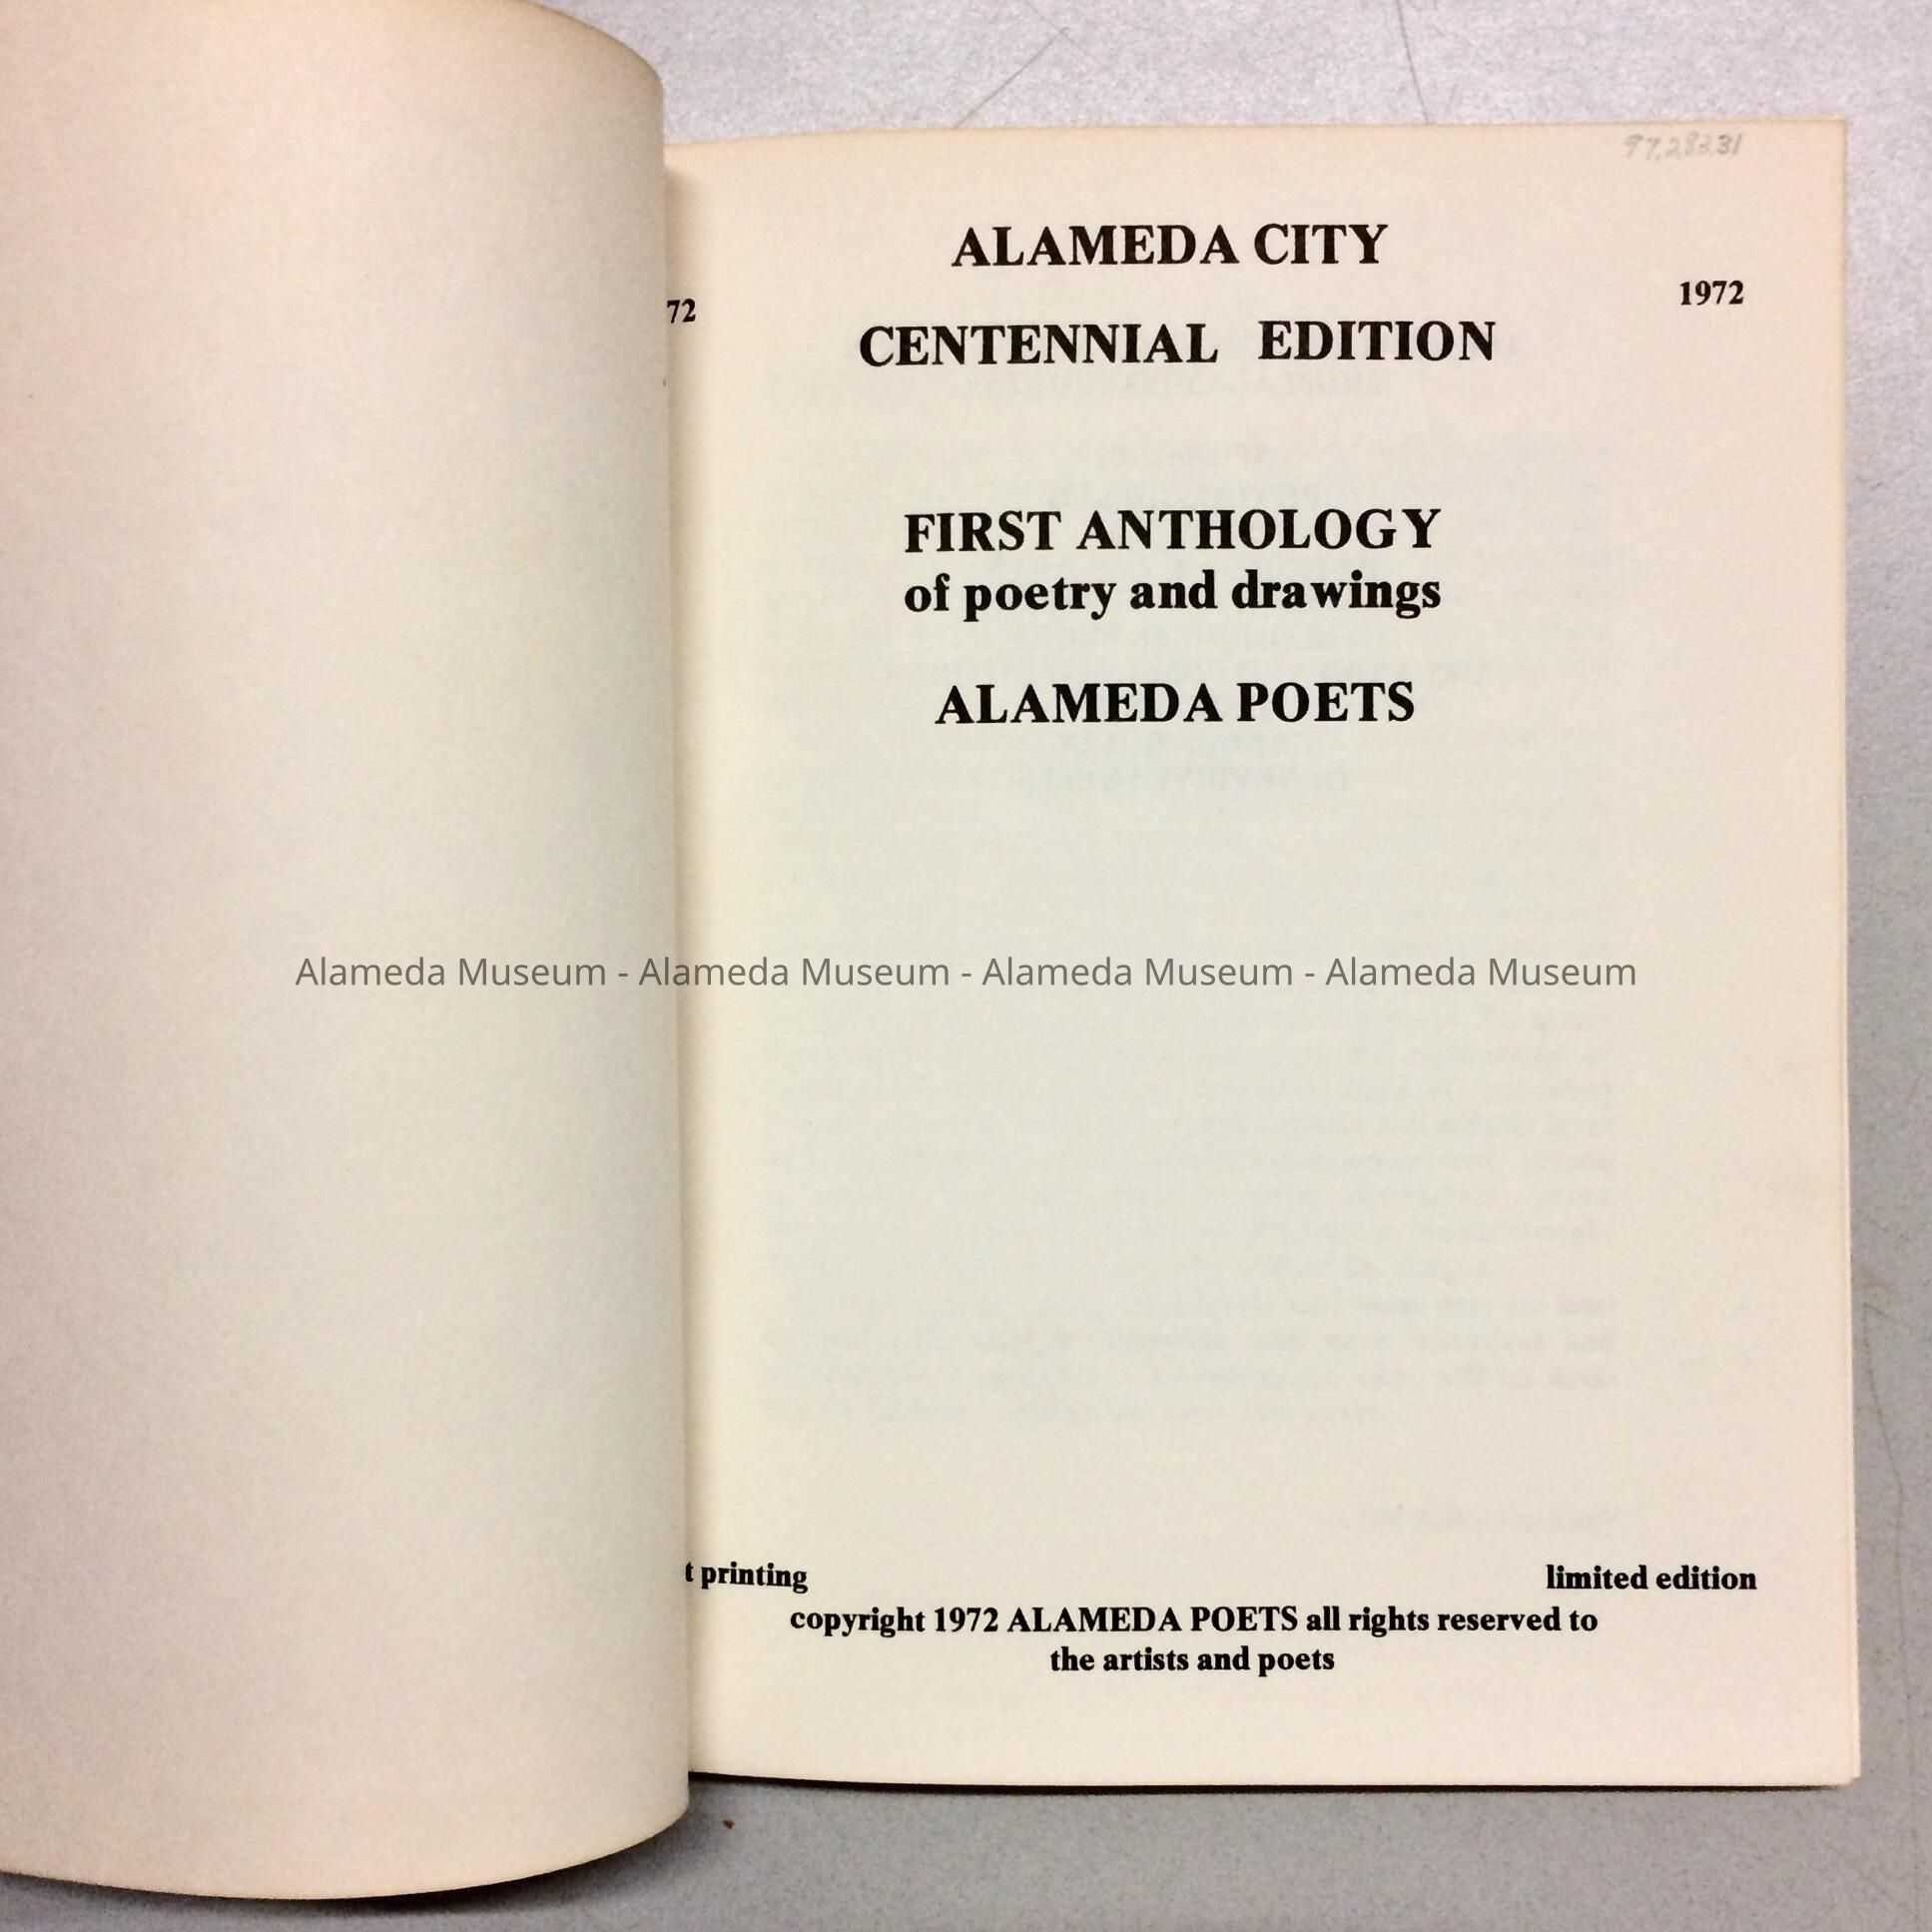 97.283.31
ALAMEDA CITY
72 1972
CENTENNIAL EDITION
FIRST ANTHOLOGY
of poetry and drawings
ALAMEDA POETS
Alameda Museum - Alameda Museum - Alameda Museum - Alameda Museum
t printing limited edition
copyright 1972 ALAMEDA POETS all rights reserved to
the artists and poets